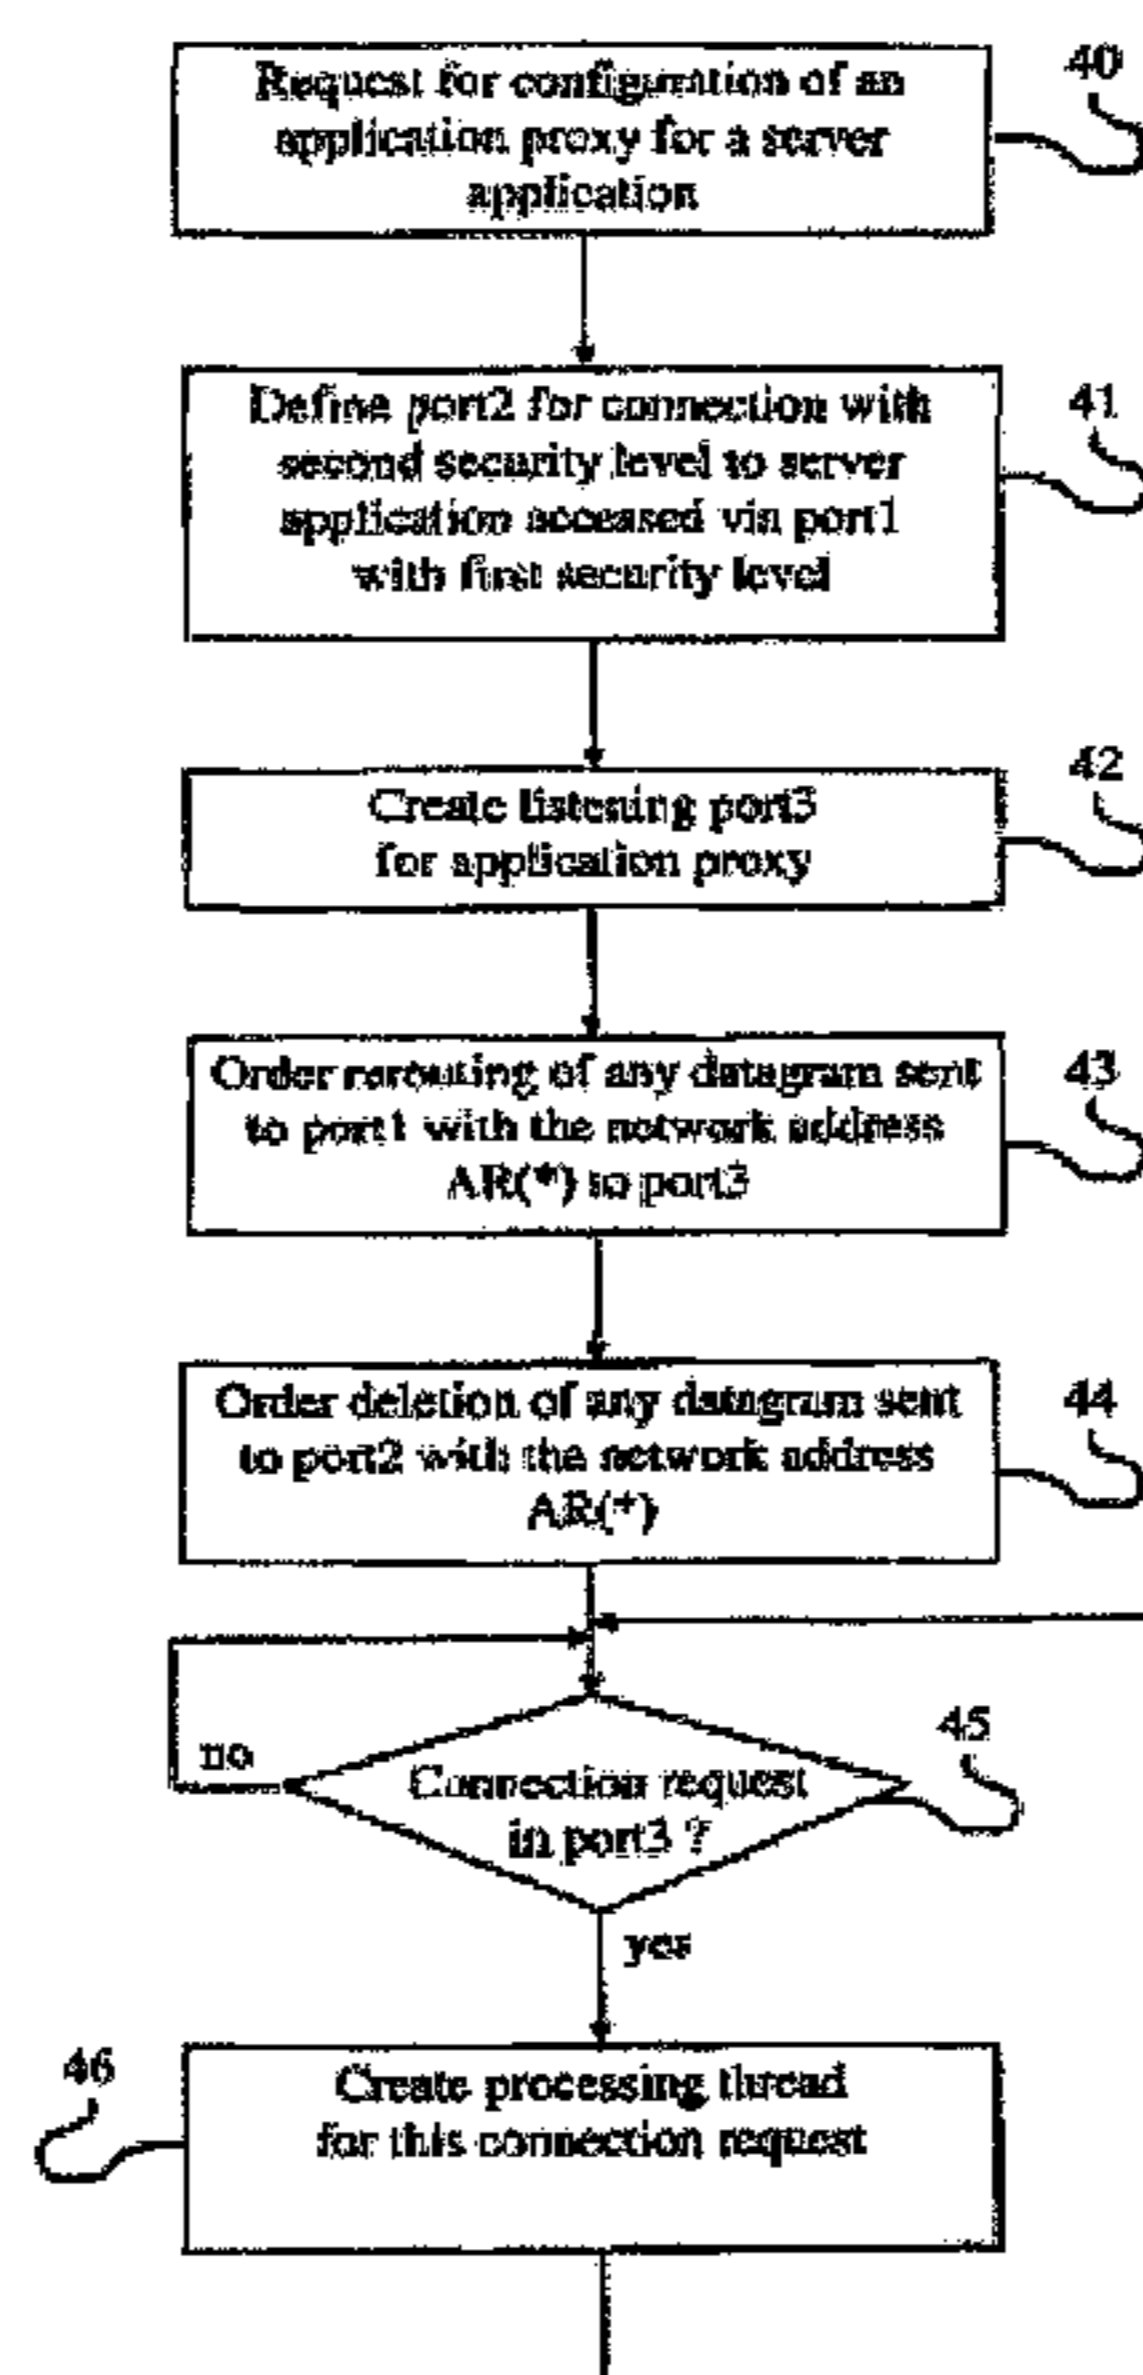 Request for configuration of an
application proxy for a server
application
40
Define port2 for connection with
second security level to server
application accessed via port1
with first security level
41
Create listening port3
for application proxy
42
Order rerouting of any datagram sent
to port1 with the network address
AR(*) to port3
43
Order deletion of any datagram sent
to port2 with the network address
AR(*)
44
no
Connection request
in port3 ?
45
yes
46
Create processing thread
for this connection request